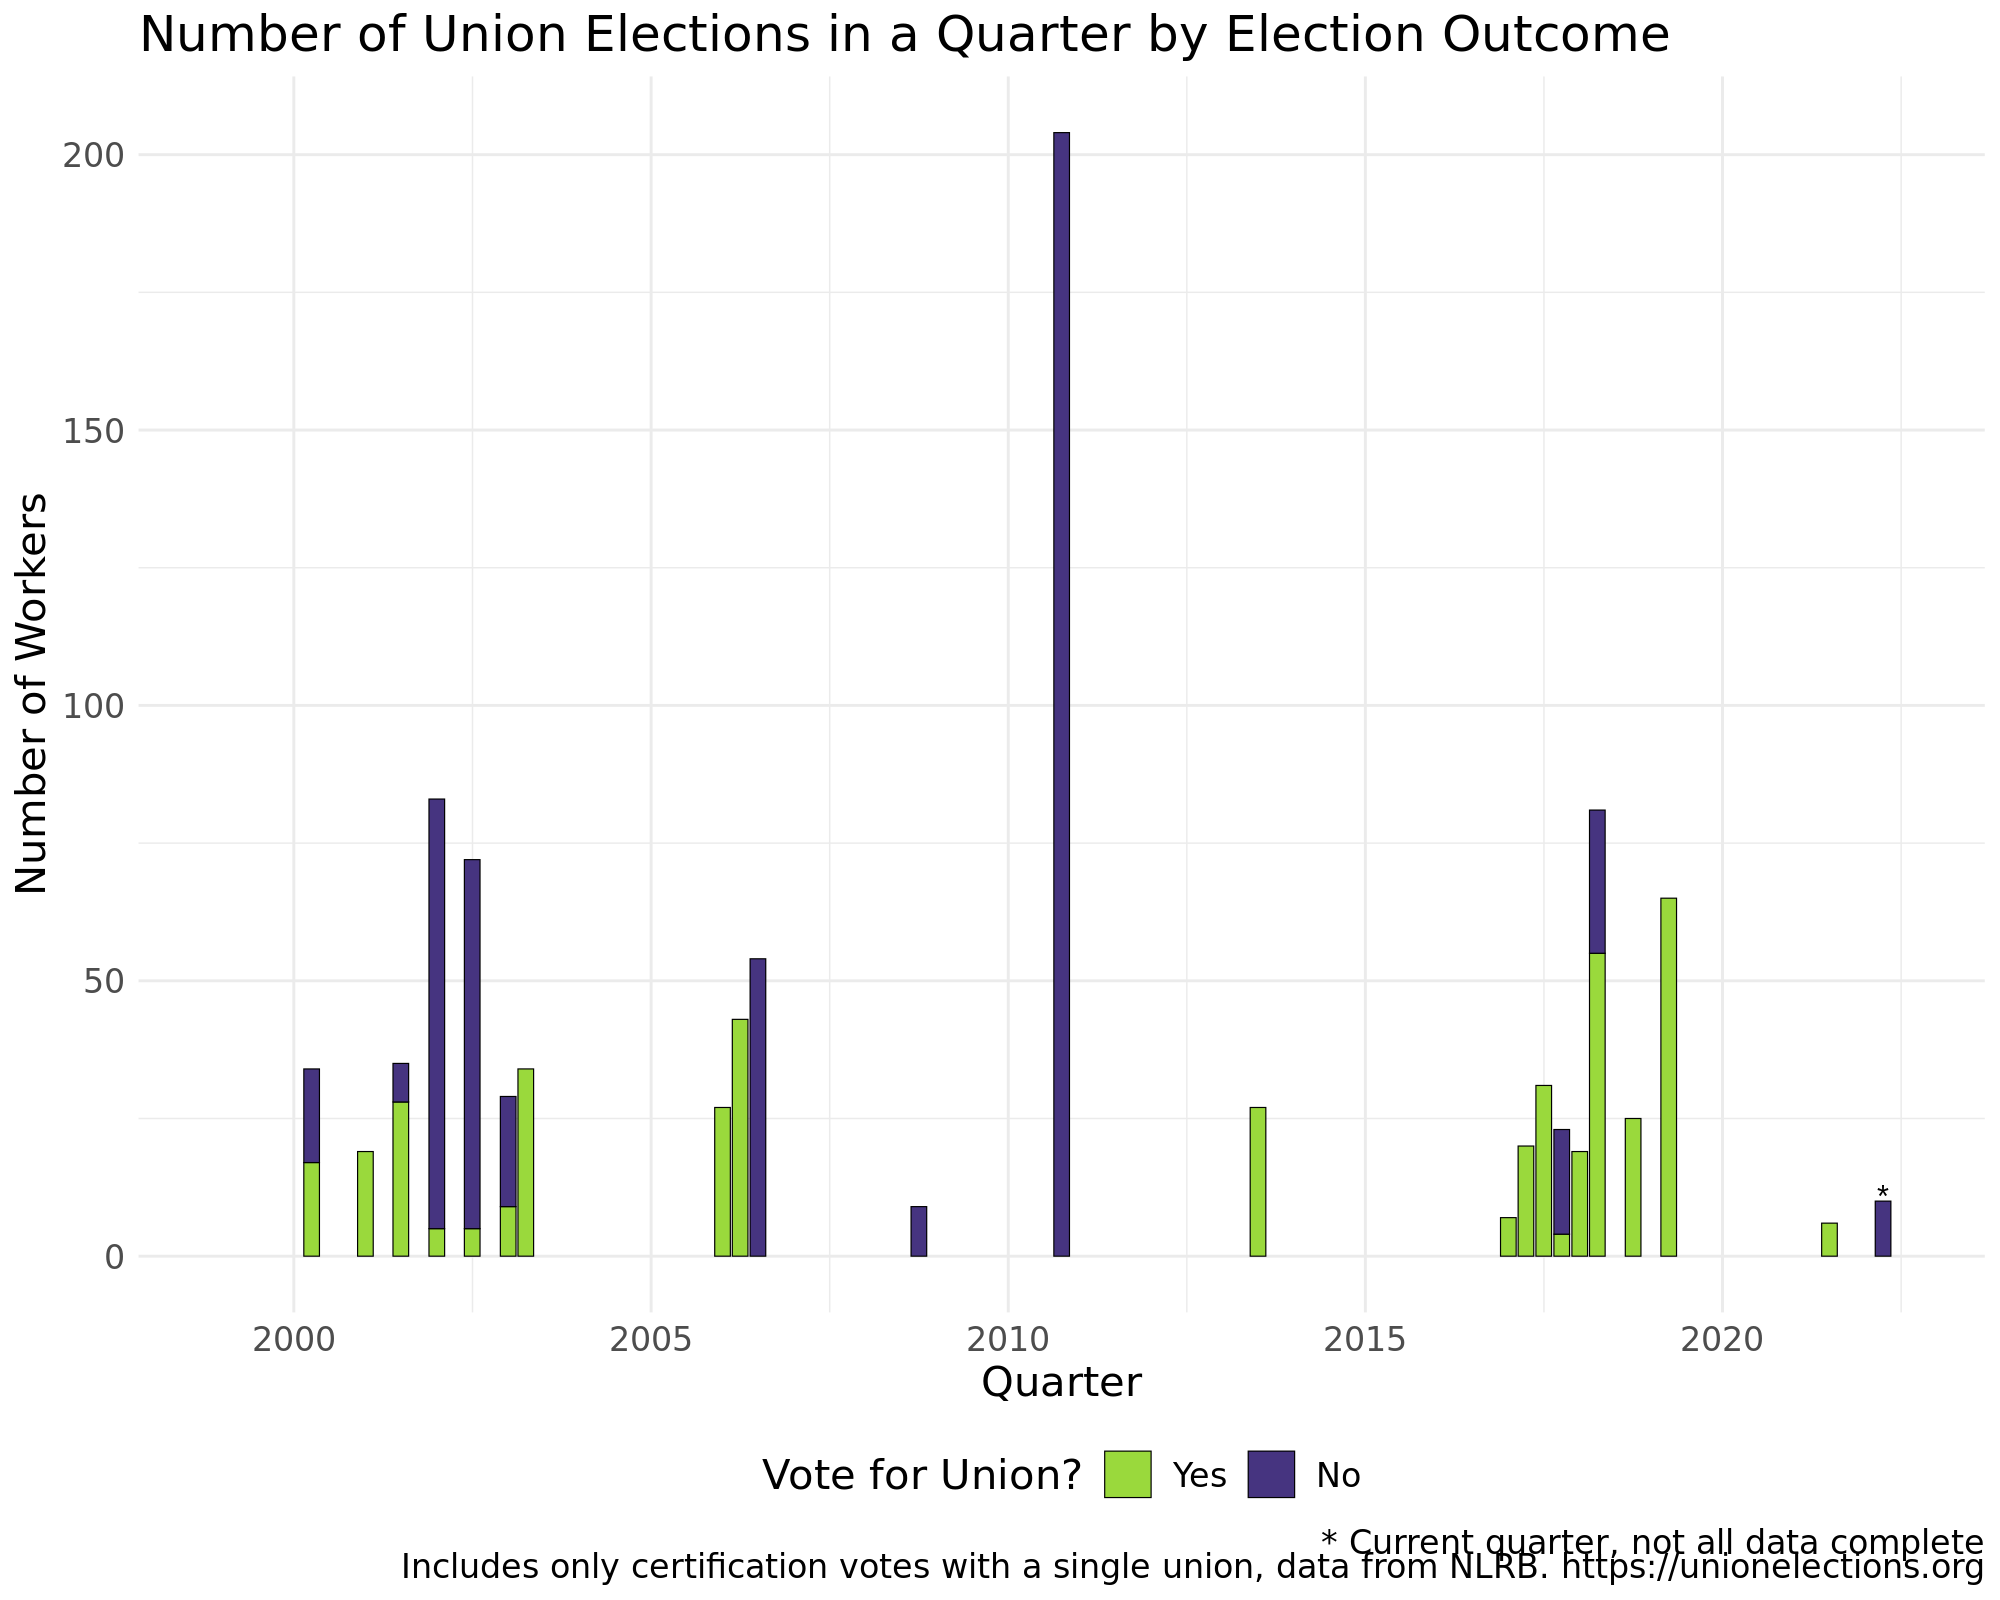 Number of Union Elections in a Quarter by Election Outcome
Number of Workers
200
150
100
50
0
*
2000 2005 2010 2015 2020
Quarter
Vote for Union? Yes No
* Current quarter, not all data complete
Includes only certification votes with a single union, data from NLRB. https://unionelections.org